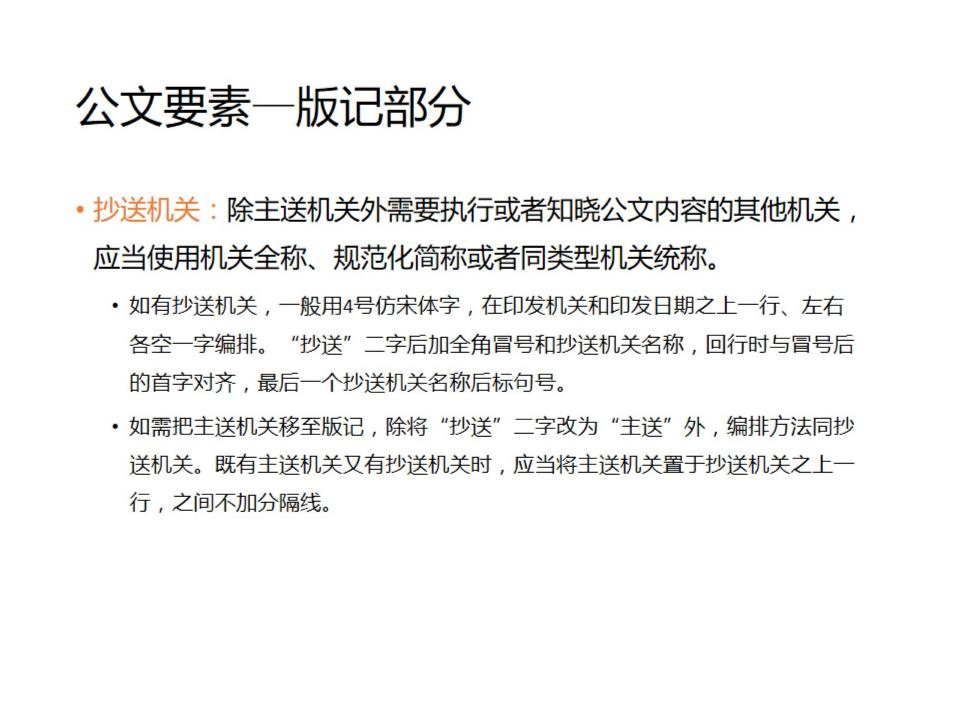 公文要素—版记部分
• 抄送机关：除主送机关外需要执行或者知晓公文内容的其他机关，
应当使用机关全称、规范化简称或者同类型机关统称。
• 如有抄送机关，一般用4号仿宋体字，在印发机关和印发日期之上一行、左右
各空一字编排。“抄送”二字后加全角冒号和抄送机关名称，回行时与冒号后
的首字对齐，最后一个抄送机关名称后标句号。
• 如需把主送机关移至版记，除将“抄送”二字改为“主送”外，编排方法同抄
送机关。既有主送机关又有抄送机关时，应当将主送机关置于抄送机关之上一
行，之间不加分隔线。